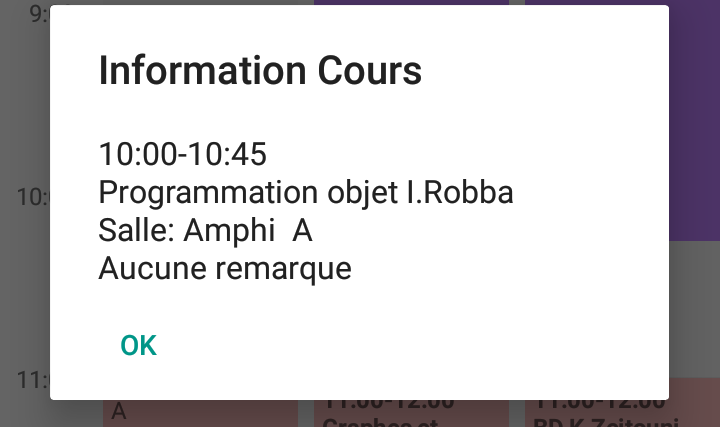 9:
Information Cours
10:00-10:45
Programmation objet I.Robba
10:
Salle: Amphi A
Aucune remarque
OK
11:
A
11:00-12:00
11:00-12:00
Graphes et
BD K.Zeitouni